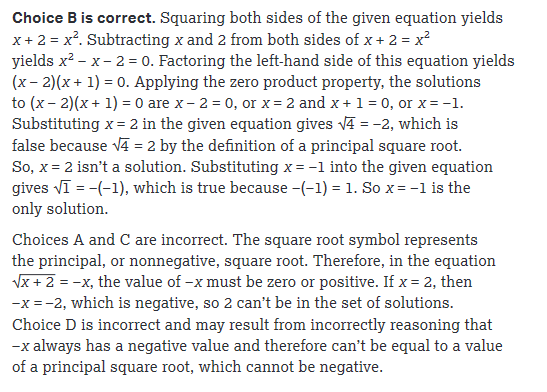 Choice B is correct. Squaring both sides of the given equation yields
x + 2 = x². Subtracting x and 2 from both sides of x + 2 = x²
yields x² – x – 2 = 0. Factoring the left-hand side of this equation yields
(x – 2)(x + 1) = 0. Applying the zero product property, the solutions
to (x – 2)(x + 1) = 0 are x – 2 = 0, or x = 2 and x + 1 = 0, or x = –1.
Substituting x = 2 in the given equation gives √4 = –2, which is
false because √4 = 2 by the definition of a principal square root.
So, x = 2 isn't a solution. Substituting x = –1 into the given equation
gives √1 = –(–1), which is true because –(–1) = 1. So x = –1 is the
only solution.
Choices A and C are incorrect. The square root symbol represents
the principal, or nonnegative, square root. Therefore, in the equation
√x + 2 = –x, the value of –x must be zero or positive. If x = 2, then
–x = –2, which is negative, so 2 can't be in the set of solutions.
Choice D is incorrect and may result from incorrectly reasoning that
–x always has a negative value and therefore can't be equal to a value
of a principal square root, which cannot be negative.